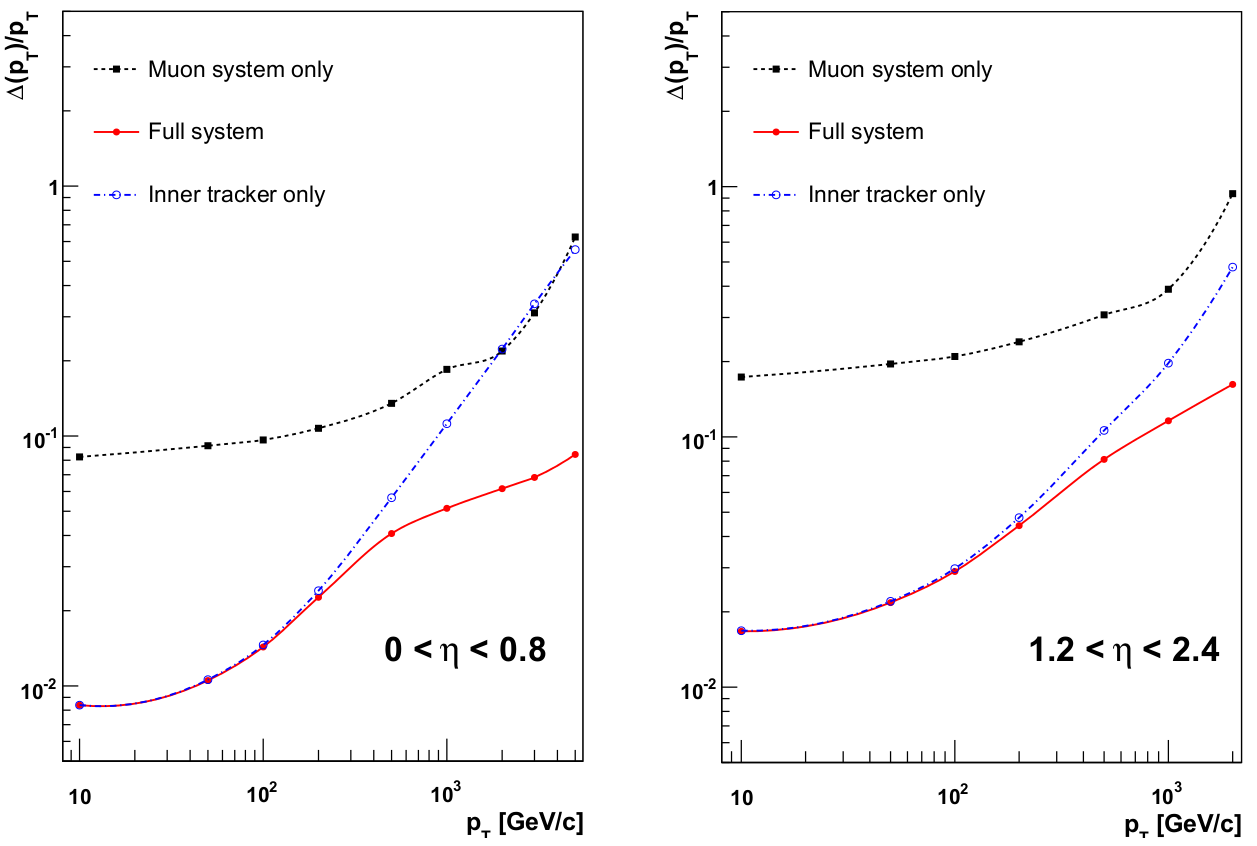 Δ(p_T)/p_T
Muon system only
Full system
Inner tracker only
1
10^-1
10^-2
0 < η < 0.8
10
10^2
10^3
p_T [GeV/c]
Δ(p_T)/p_T
Muon system only
Full system
Inner tracker only
1
10^-1
10^-2
1.2 < η < 2.4
10
10^2
10^3
p_T [GeV/c]